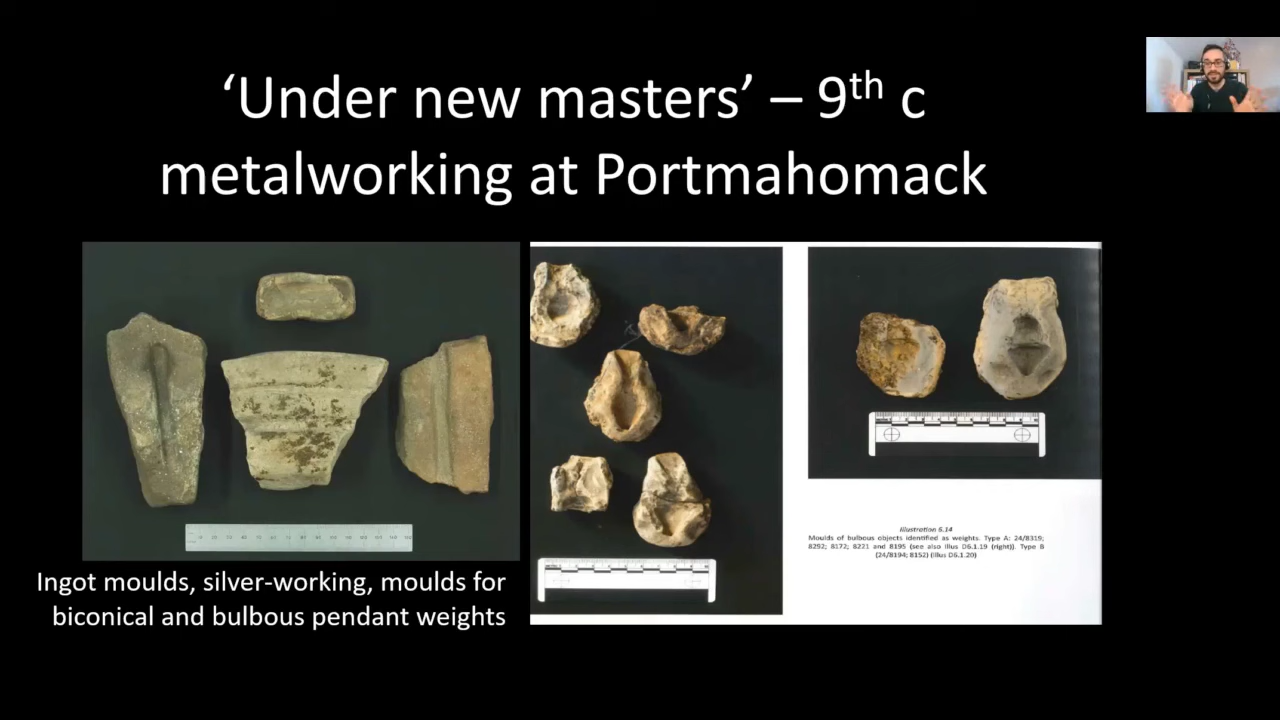 ‘Under new masters’ – 9th c
metalworking at Portmahomack
Ingot moulds, silver-working, moulds for
biconical and bulbous pendant weights
Illustration 6.14
Moulds of bulbous objects identified as weights. Type A: 24/8319;
8292; 8172; 8221 and 8195 (see also Illus D6.1.19 (right)). Type B
(24/8194; 8152) (Illus D6.1.20)